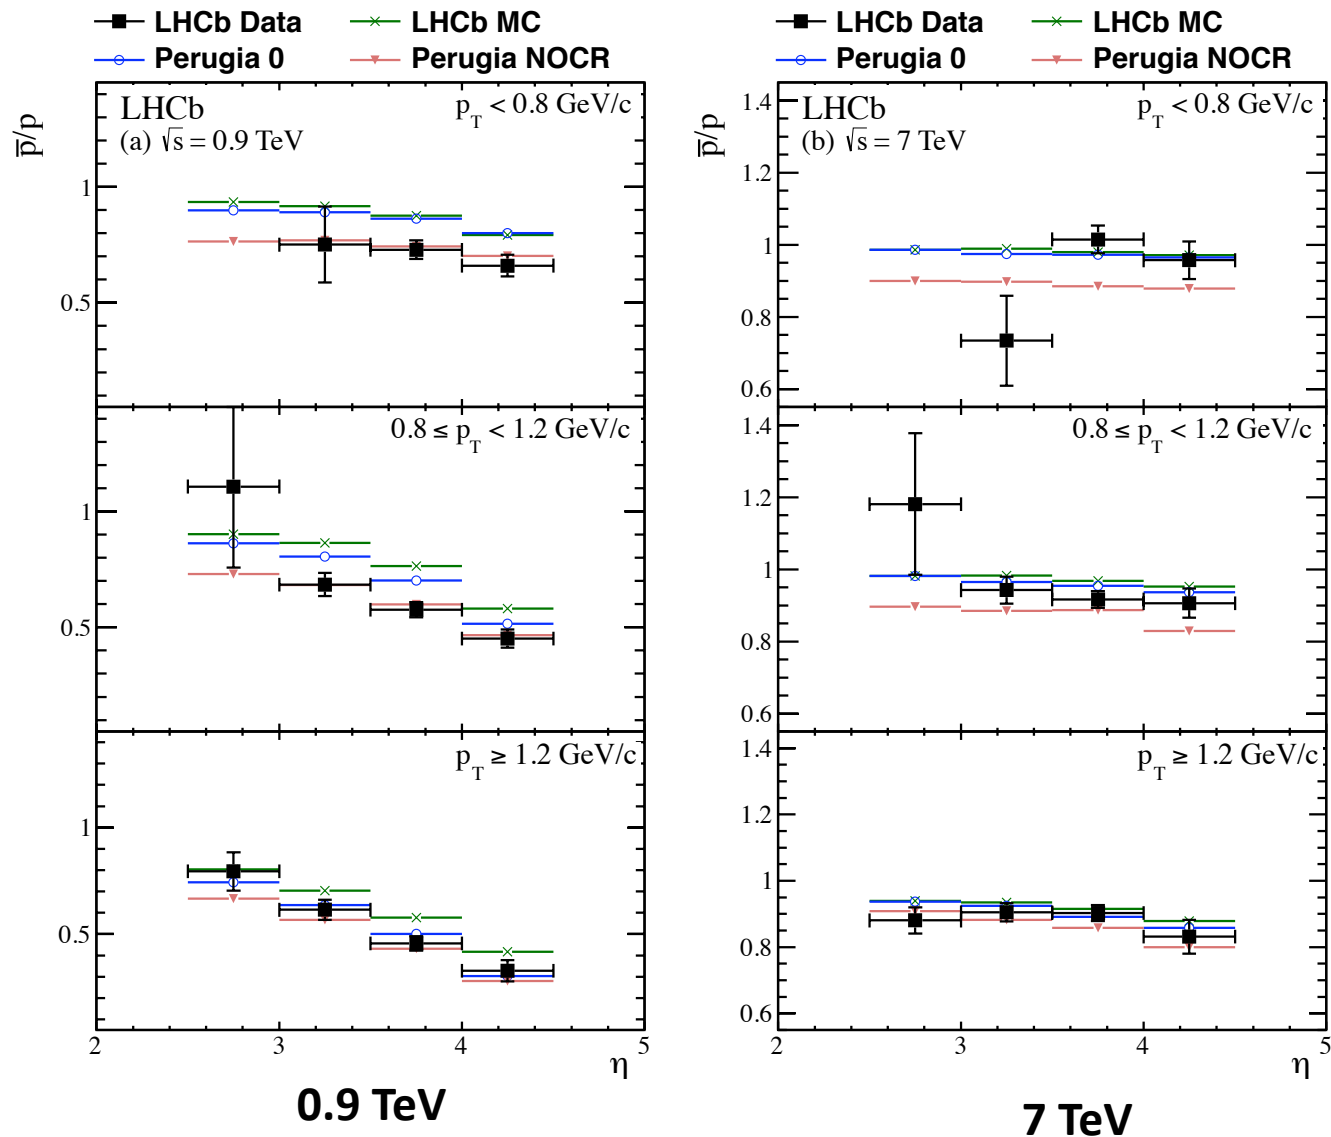 LHCb Data
LHCb MC
Perugia 0
Perugia NOCR
p̅/p
LHCb
p_T < 0.8 GeV/c
(a) √s = 0.9 TeV
1
0.5
0.8 ≤ p_T < 1.2 GeV/c
1
0.5
p_T ≥ 1.2 GeV/c
1
0.5
2 3 4 5
η
0.9 TeV
LHCb Data
LHCb MC
Perugia 0
Perugia NOCR
p̅/p
1.4
LHCb
p_T < 0.8 GeV/c
(b) √s = 7 TeV
1.2
1
0.8
0.6
1.4
0.8 ≤ p_T < 1.2 GeV/c
1.2
1
0.8
0.6
1.4
p_T ≥ 1.2 GeV/c
1.2
1
0.8
0.6
2 3 4 5
η
7 TeV